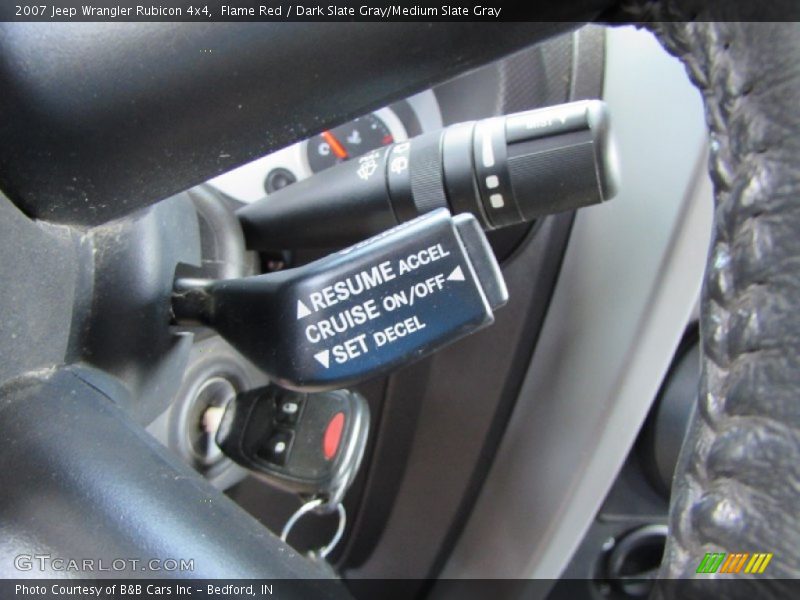 2007 Jeep Wrangler Rubicon 4x4, Flame Red / Dark Slate Gray/Medium Slate Gray
MIST
C
▲RESUME ACCEL
CRUISE ON/OFF◀
▼SET DECEL
GTCARLOT.COM
Photo Courtesy of B&B Cars Inc - Bedford, IN